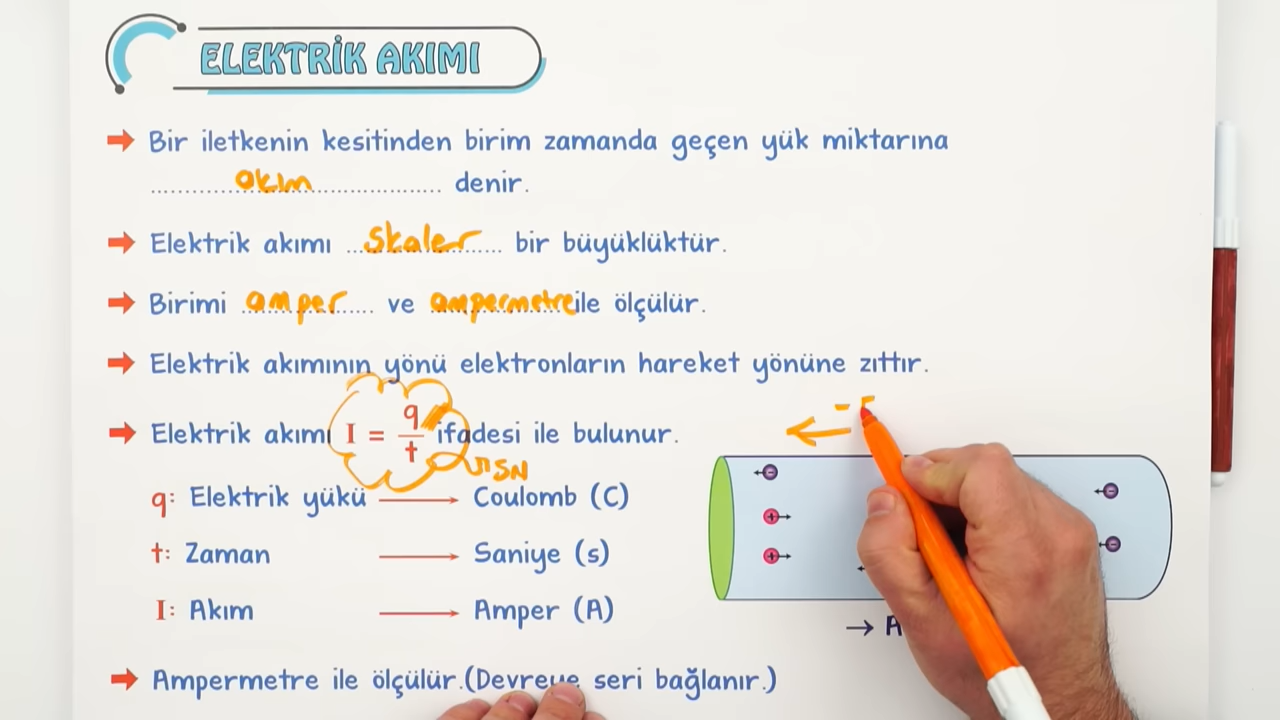 ELEKTRİK AKIMI
Bir iletkenin kesitinden birim zamanda geçen yük miktarına
akım denir.
Elektrik akımı skaler bir büyüklüktür.
Birimi amper ve ampermetre ile ölçülür.
Elektrik akımının yönü elektronların hareket yönüne zıttır.
Elektrik akımı I = q/t ifadesi ile bulunur.
SN
q: Elektrik yükü → Coulomb (C)
t: Zaman → Saniye (s)
I: Akım → Amper (A)
Ampermetre ile ölçülür.(Devreye seri bağlanır.)